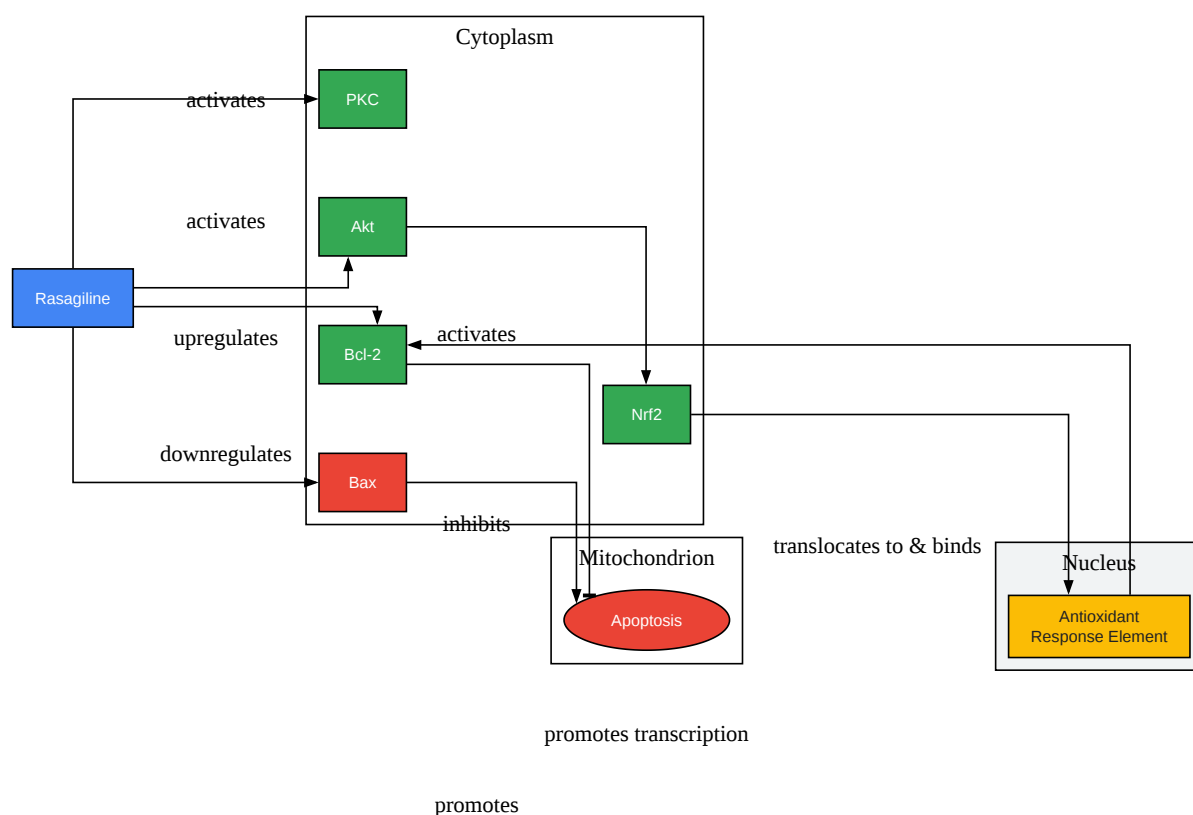 Cytoplasm
activates
PKC
activates
Akt
Rasagiline
upregulates
activates
Bcl-2
Nrf2
downregulates
Bax
inhibits
translocates to & binds
Mitochondrion
Nucleus
Apoptosis
Antioxidant
Response Element
promotes transcription
promotes